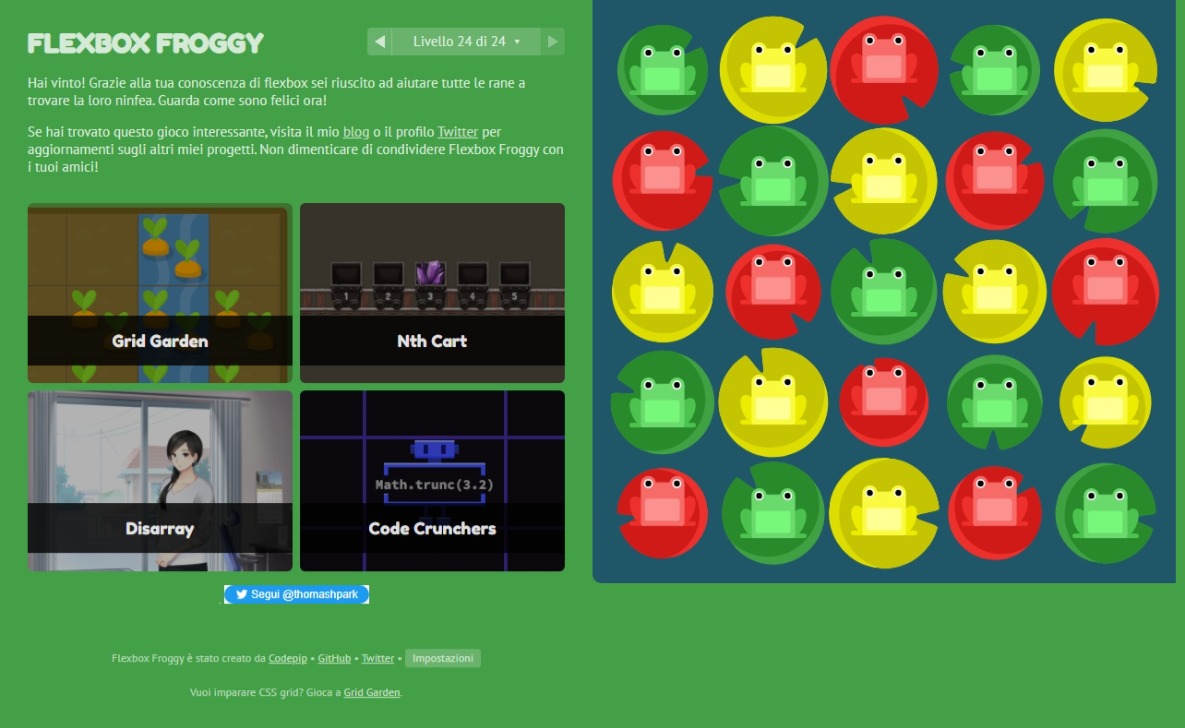 FLEXBOX FROGGY
Livello 24 di 24
Hai vinto! Grazie alla tua conoscenza di flexbox sei riuscito ad aiutare tutte le rane a
trovare la loro ninfea. Guarda come sono felici ora!
Se hai trovato questo gioco interessante, visita il mio blog o il profilo Twitter per
aggiornamenti sugli altri miei progetti. Non dimenticare di condividere Flexbox Froggy con
i tuoi amici!
Grid Garden
1 2 3 4 5
Nth Cart
Disarray
Math.trunc(3.2)
Code Crunchers
Segui @thomashpark
Flexbox Froggy è stato creato da Codepip • GitHub • Twitter • Impostazioni
Vuoi imparare CSS grid? Gioca a Grid Garden.